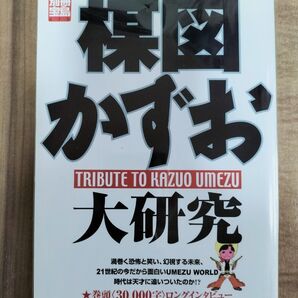 別冊
宝島
楳図
かずお
TRIBUTE TO KAZUO UMEZU
大研究
渦巻く恐怖と笑い、幻視する未来、
21世紀の今だから面白いUMEZU WORLD
時代は天才に追いついたのか!?
★巻頭〈30,000字〉ロングインタビュー